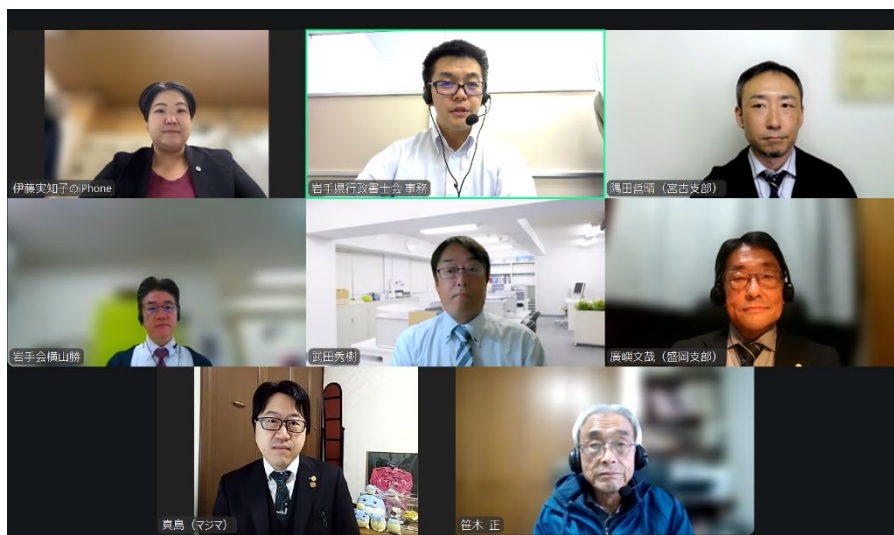 伊藤実知子のiPhone
岩手県行政書士会 事務
隅田哲晴（宮古支部）
岩手会横山勝
武田秀樹
廣嶼文哉（盛岡支部）
真島（マジマ）
笹木 正